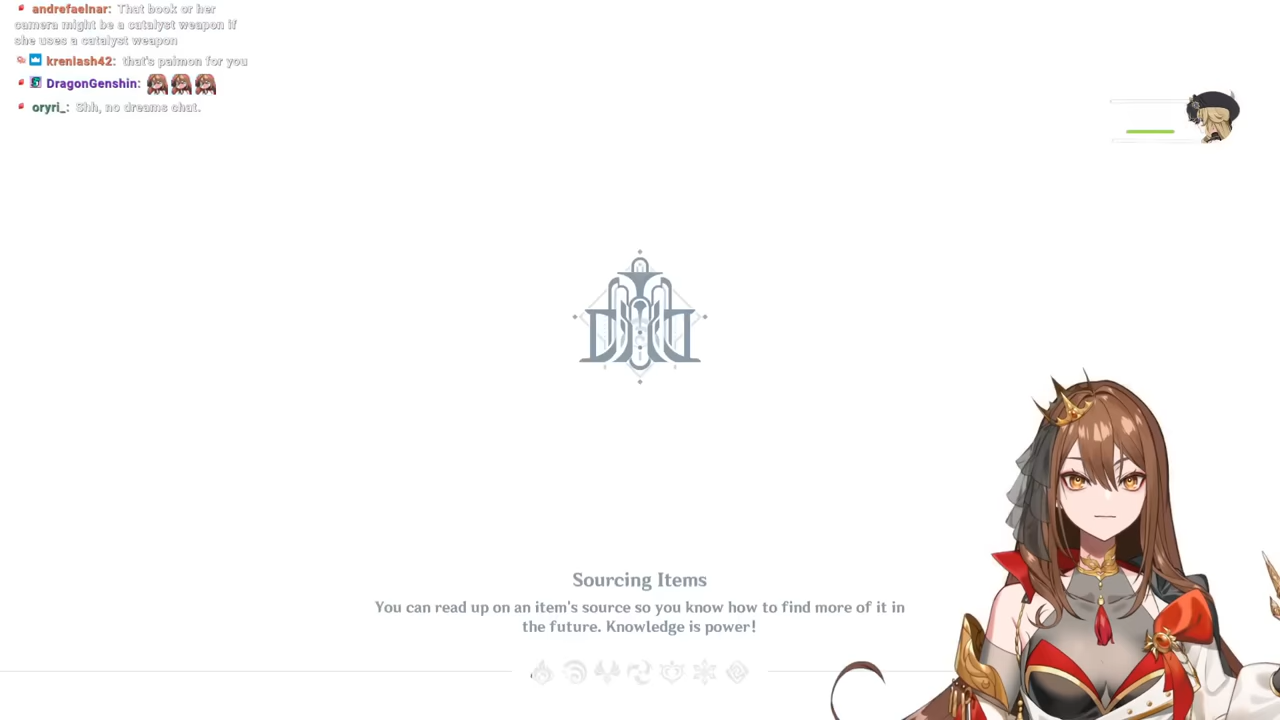 andrefaelnar: That book or her
camera might be a catalyst weapon if
she uses a catalyst weapon
krenlash42: that's paimon for you
DragonGenshin:
oryri_: Shh, no dreams chat.
Sourcing Items
You can read up on an item's source so you know how to find more of it in
the future. Knowledge is power!